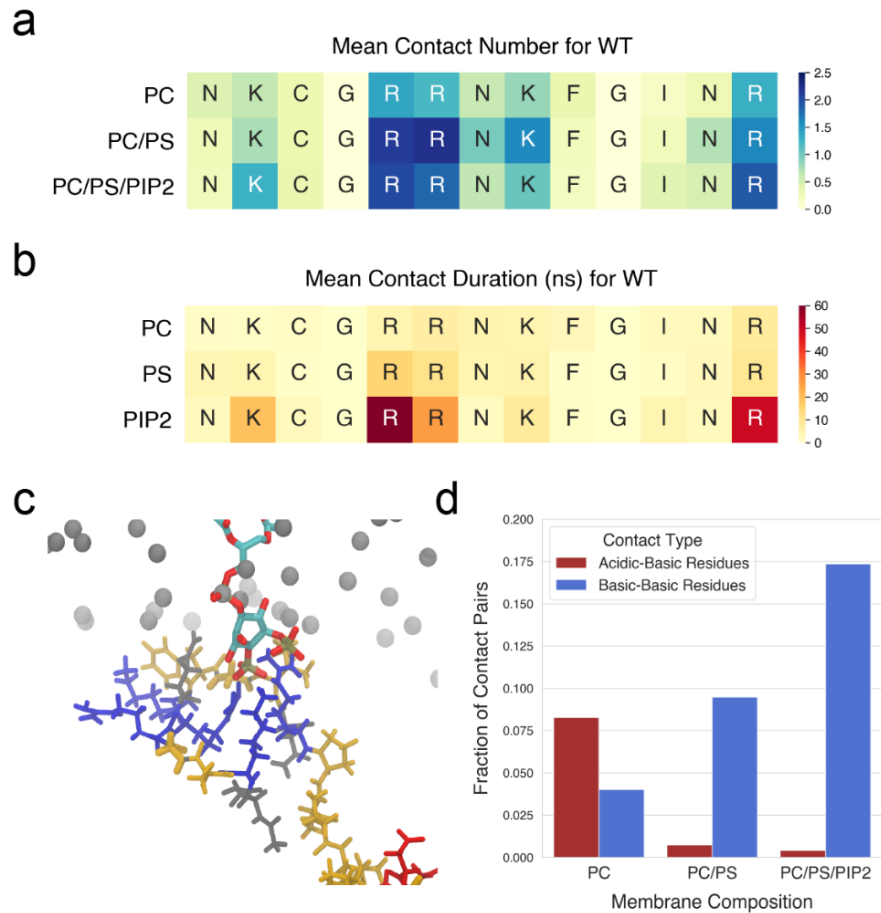 a
Mean Contact Number for WT
PC N K C G R R N K F G I N R
PC/PS N K C G R R N K F G I N R
PC/PS/PIP2 N K C G R R N K F G I N R
2.5
2.0
1.5
1.0
0.5
0.0
b
Mean Contact Duration (ns) for WT
PC N K C G R R N K F G I N R
PS N K C G R R N K F G I N R
PIP2 N K C G R R N K F G I N R
60
50
40
30
20
10
0
c
d
0.200
0.175
0.150
0.125
0.100
0.075
0.050
0.025
0.000
Fraction of Contact Pairs
Contact Type
Acidic-Basic Residues
Basic-Basic Residues
PC PC/PS PC/PS/PIP2
Membrane Composition